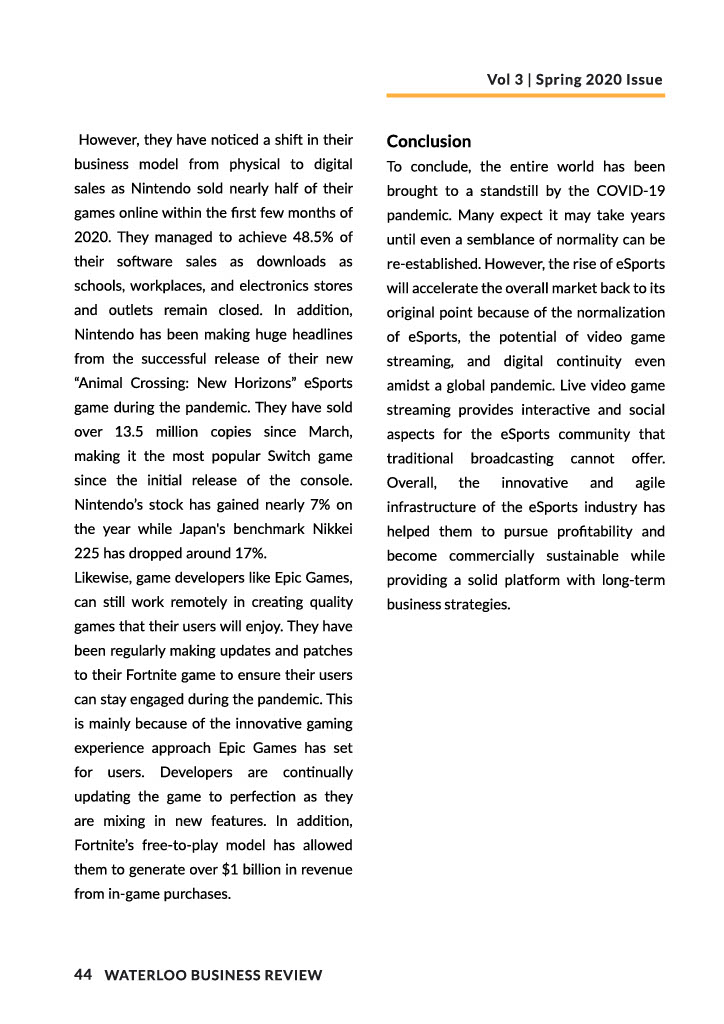 Vol 3 | Spring 2020 Issue
However, they have noticed a shift in their
business model from physical to digital
sales as Nintendo sold nearly half of their
games online within the first few months of
2020. They managed to achieve 48.5% of
their software sales as downloads as
schools, workplaces, and electronics stores
and outlets remain closed. In addition,
Nintendo has been making huge headlines
from the successful release of their new
“Animal Crossing: New Horizons” eSports
game during the pandemic. They have sold
over 13.5 million copies since March,
making it the most popular Switch game
since the initial release of the console.
Nintendo’s stock has gained nearly 7% on
the year while Japan's benchmark Nikkei
225 has dropped around 17%.
Likewise, game developers like Epic Games,
can still work remotely in creating quality
games that their users will enjoy. They have
been regularly making updates and patches
to their Fortnite game to ensure their users
can stay engaged during the pandemic. This
is mainly because of the innovative gaming
experience approach Epic Games has set
for users. Developers are continually
updating the game to perfection as they
are mixing in new features. In addition,
Fortnite’s free-to-play model has allowed
them to generate over $1 billion in revenue
from in-game purchases.
Conclusion
To conclude, the entire world has been
brought to a standstill by the COVID-19
pandemic. Many expect it may take years
until even a semblance of normality can be
re-established. However, the rise of eSports
will accelerate the overall market back to its
original point because of the normalization
of eSports, the potential of video game
streaming, and digital continuity even
amidst a global pandemic. Live video game
streaming provides interactive and social
aspects for the eSports community that
traditional broadcasting cannot offer.
Overall, the innovative and agile
infrastructure of the eSports industry has
helped them to pursue profitability and
become commercially sustainable while
providing a solid platform with long-term
business strategies.
44 WATERLOO BUSINESS REVIEW